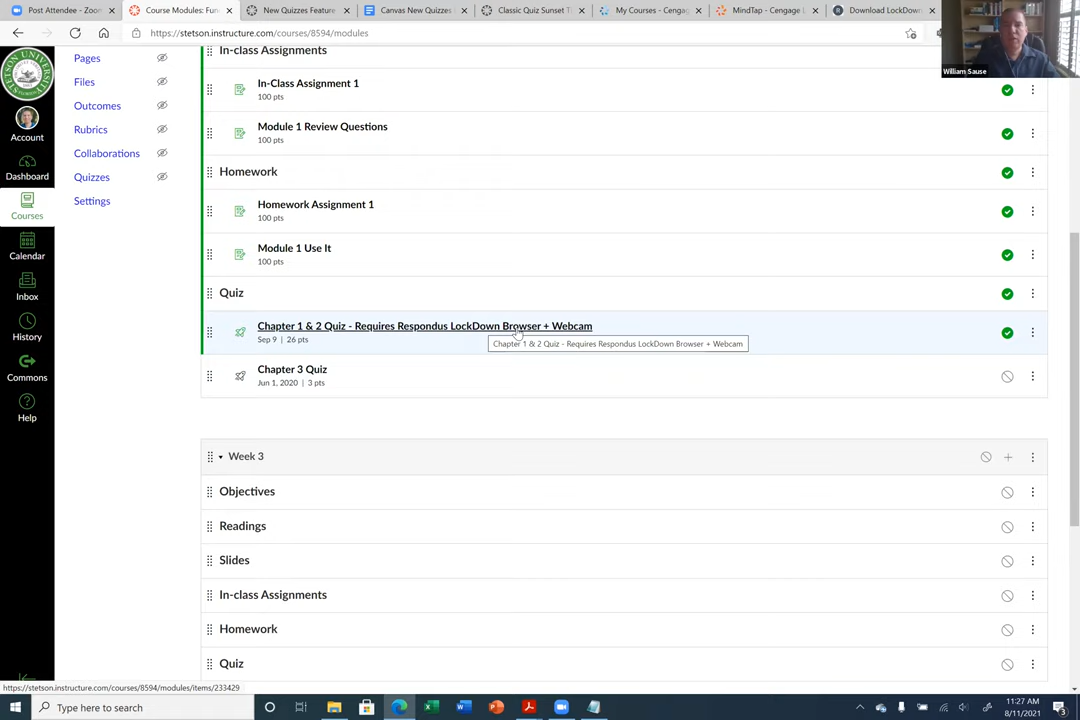 Post Attendee - Zoom
Course Modules: Fun
New Quizzes Feature
Canvas New Quizzes
Classic Quiz Sunset Ti
My Courses - Cengag
MindTap - Cengage L
Download LockDown
https://stetson.instructure.com/courses/8594/modules
William Sause
STETSON UNIVERSITY
Account
Dashboard
Courses
Calendar
Inbox
History
Commons
Help
Pages
Files
Outcomes
Rubrics
Collaborations
Quizzes
Settings
In-class Assignments
In-Class Assignment 1
100 pts
Module 1 Review Questions
100 pts
Homework
Homework Assignment 1
100 pts
Module 1 Use It
100 pts
Quiz
Chapter 1 & 2 Quiz - Requires Respondus LockDown Browser + Webcam
Sep 9 | 26 pts
Chapter 1 & 2 Quiz - Requires Respondus LockDown Browser + Webcam
Chapter 3 Quiz
Jun 1, 2020 | 3 pts
Week 3
Objectives
Readings
Slides
In-class Assignments
Homework
Quiz
https://stetson.instructure.com/courses/8594/modules/items/233429
Type here to search
11:27 AM
8/11/2021
3